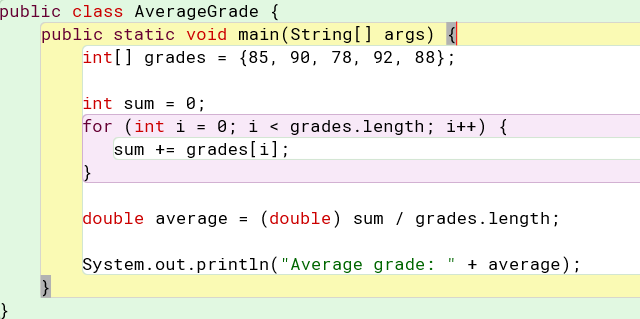 public class AverageGrade {
    public static void main(String[] args) {
        int[] grades = {85, 90, 78, 92, 88};

        int sum = 0;
        for (int i = 0; i < grades.length; i++) {
           sum += grades[i];
        }

        double average = (double) sum / grades.length;

        System.out.println("Average grade: " + average);
    }
}